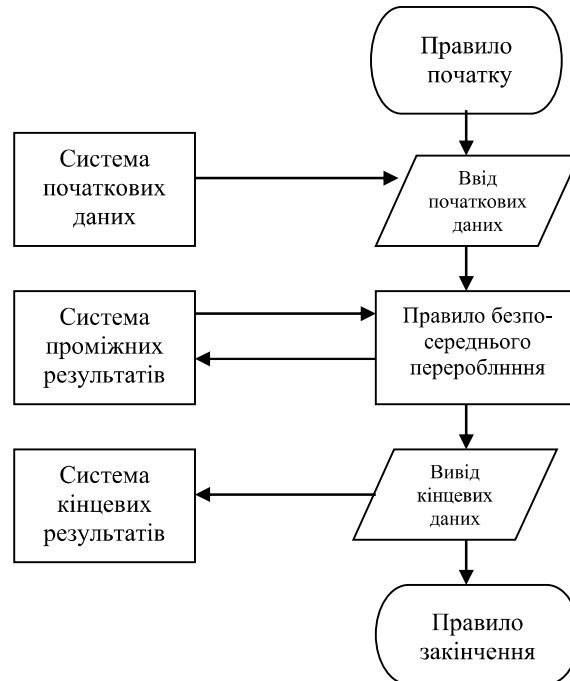 Правило
початку
Система
початкових
даних
Ввід
початкових
даних
Система
проміжних
результатів
Правило безпо-
середнього
перероблнння
Система
кінцевих
результатів
Вивід
кінцевих
даних
Правило
закінчення